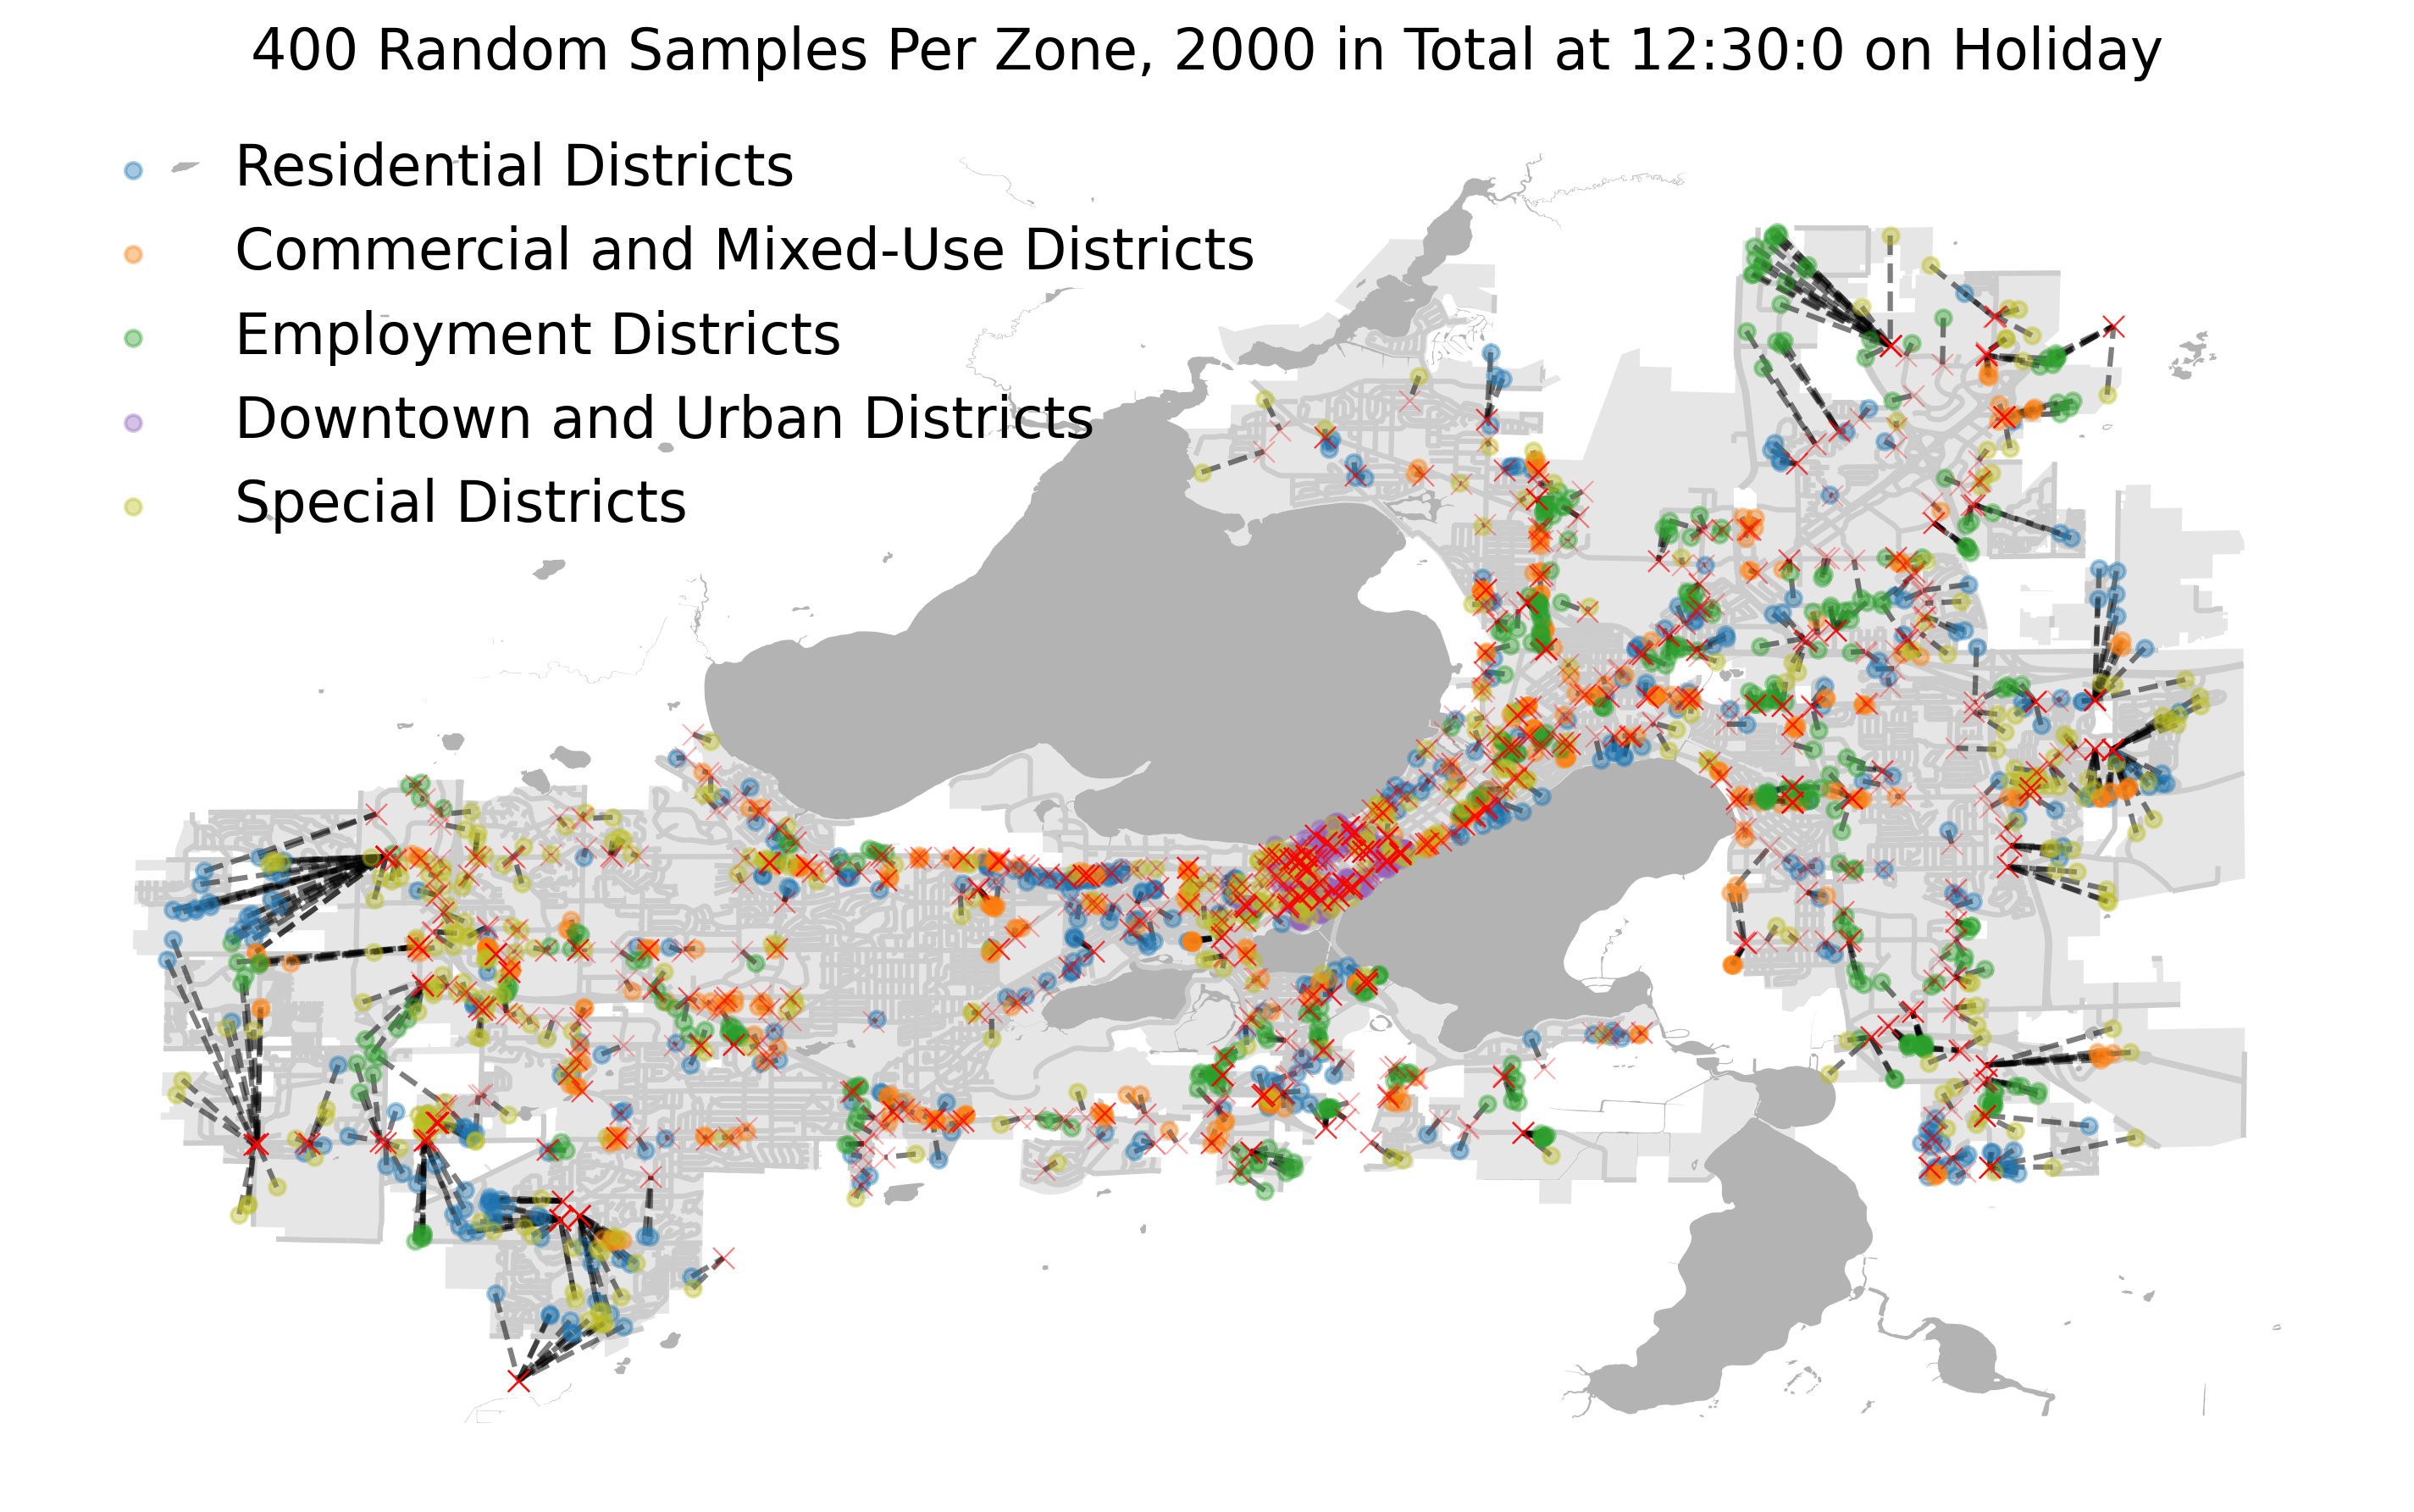 400 Random Samples Per Zone, 2000 in Total at 12:30:0 on Holiday
Residential Districts
Commercial and Mixed-Use Districts
Employment Districts
Downtown and Urban Districts
Special Districts